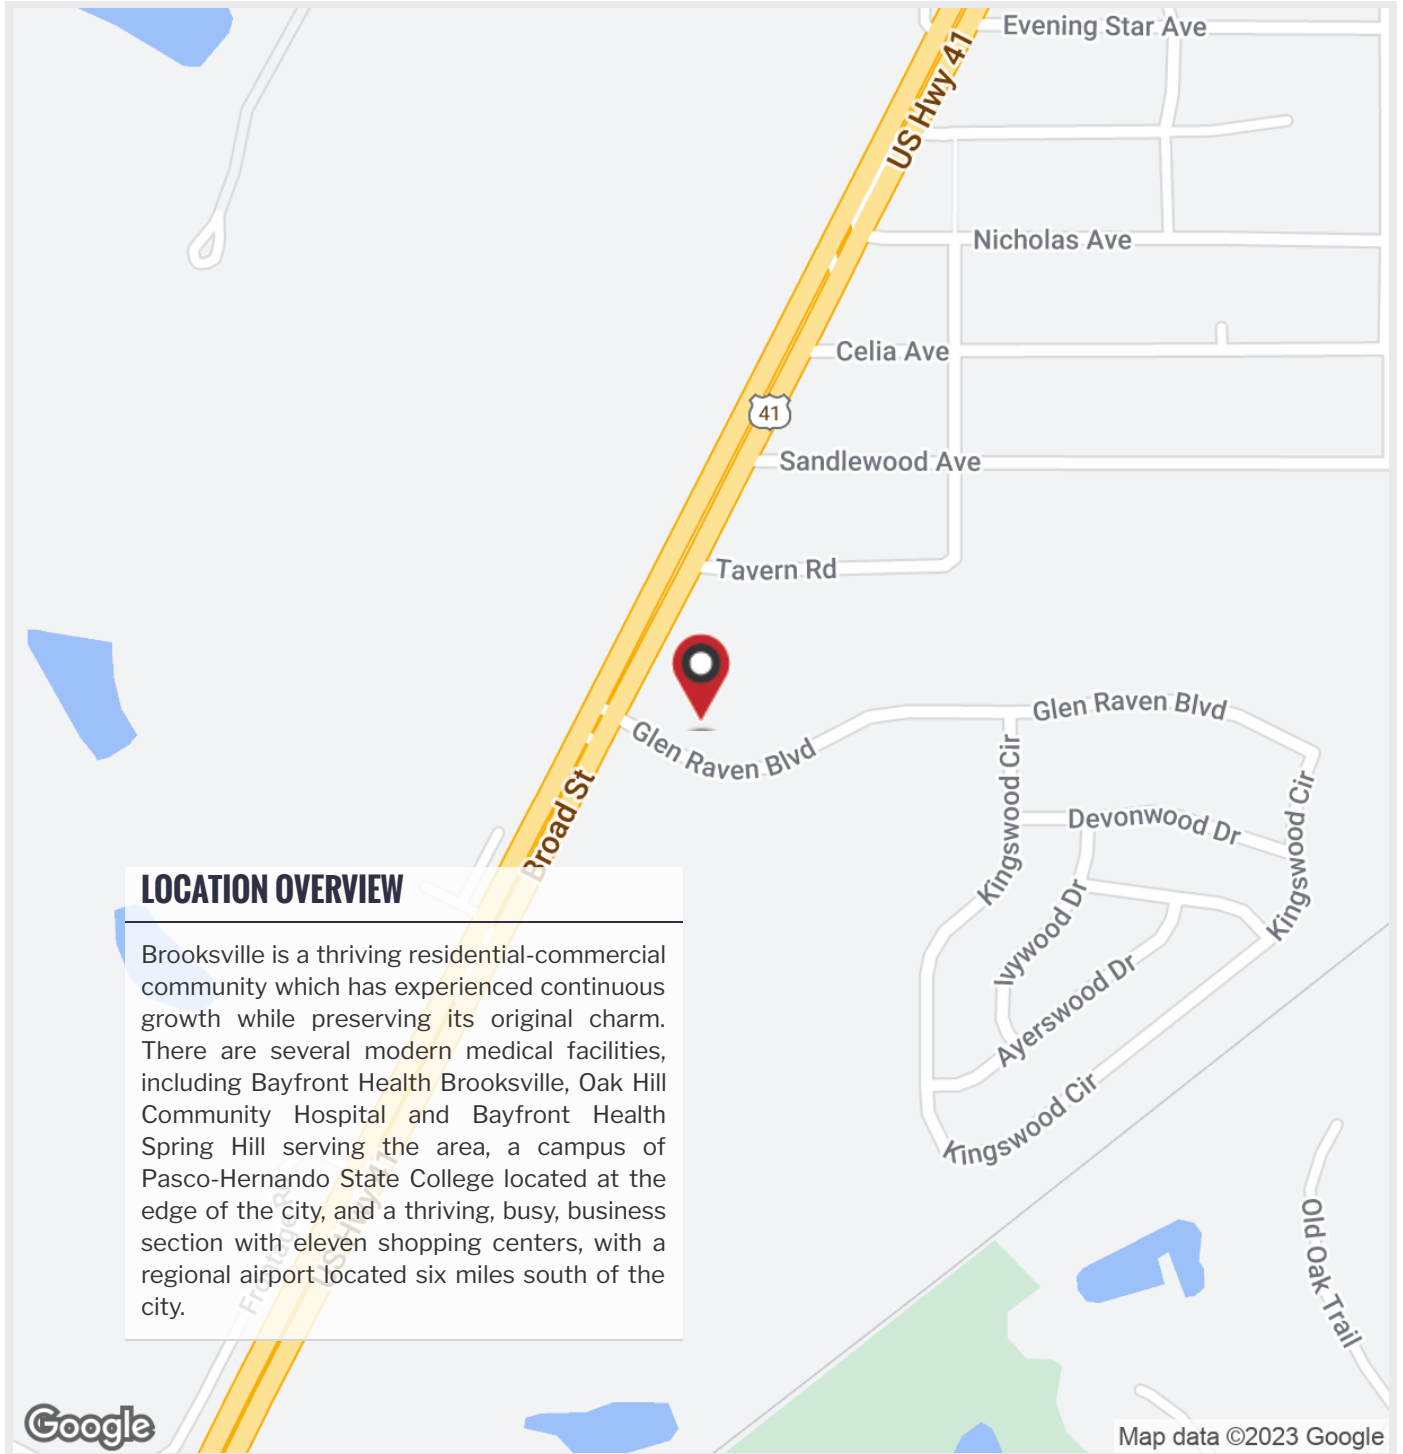 Evening Star Ave
US Hwy 41
Nicholas Ave
Celia Ave
41
Sandlewood Ave
Tavern Rd
Glen Raven Blvd
Glen Raven Blvd
Kingswood Cir
Devonwood Dr
Kingswood Cir
Broad St
Ivywood Dr
Ayerswood Dr
Kingswood Cir
LOCATION OVERVIEW
Brooksville is a thriving residential-commercial
community which has experienced continuous
growth while preserving its original charm.
There are several modern medical facilities,
including Bayfront Health Brooksville, Oak Hill
Community Hospital and Bayfront Health
Spring Hill serving the area, a campus of
Pasco-Hernando State College located at the
edge of the city, and a thriving, busy, business
section with eleven shopping centers, with a
regional airport located six miles south of the
city.
US Hwy 41
Frontage Rd
Old Oak Trail
Google
Map data ©2023 Google